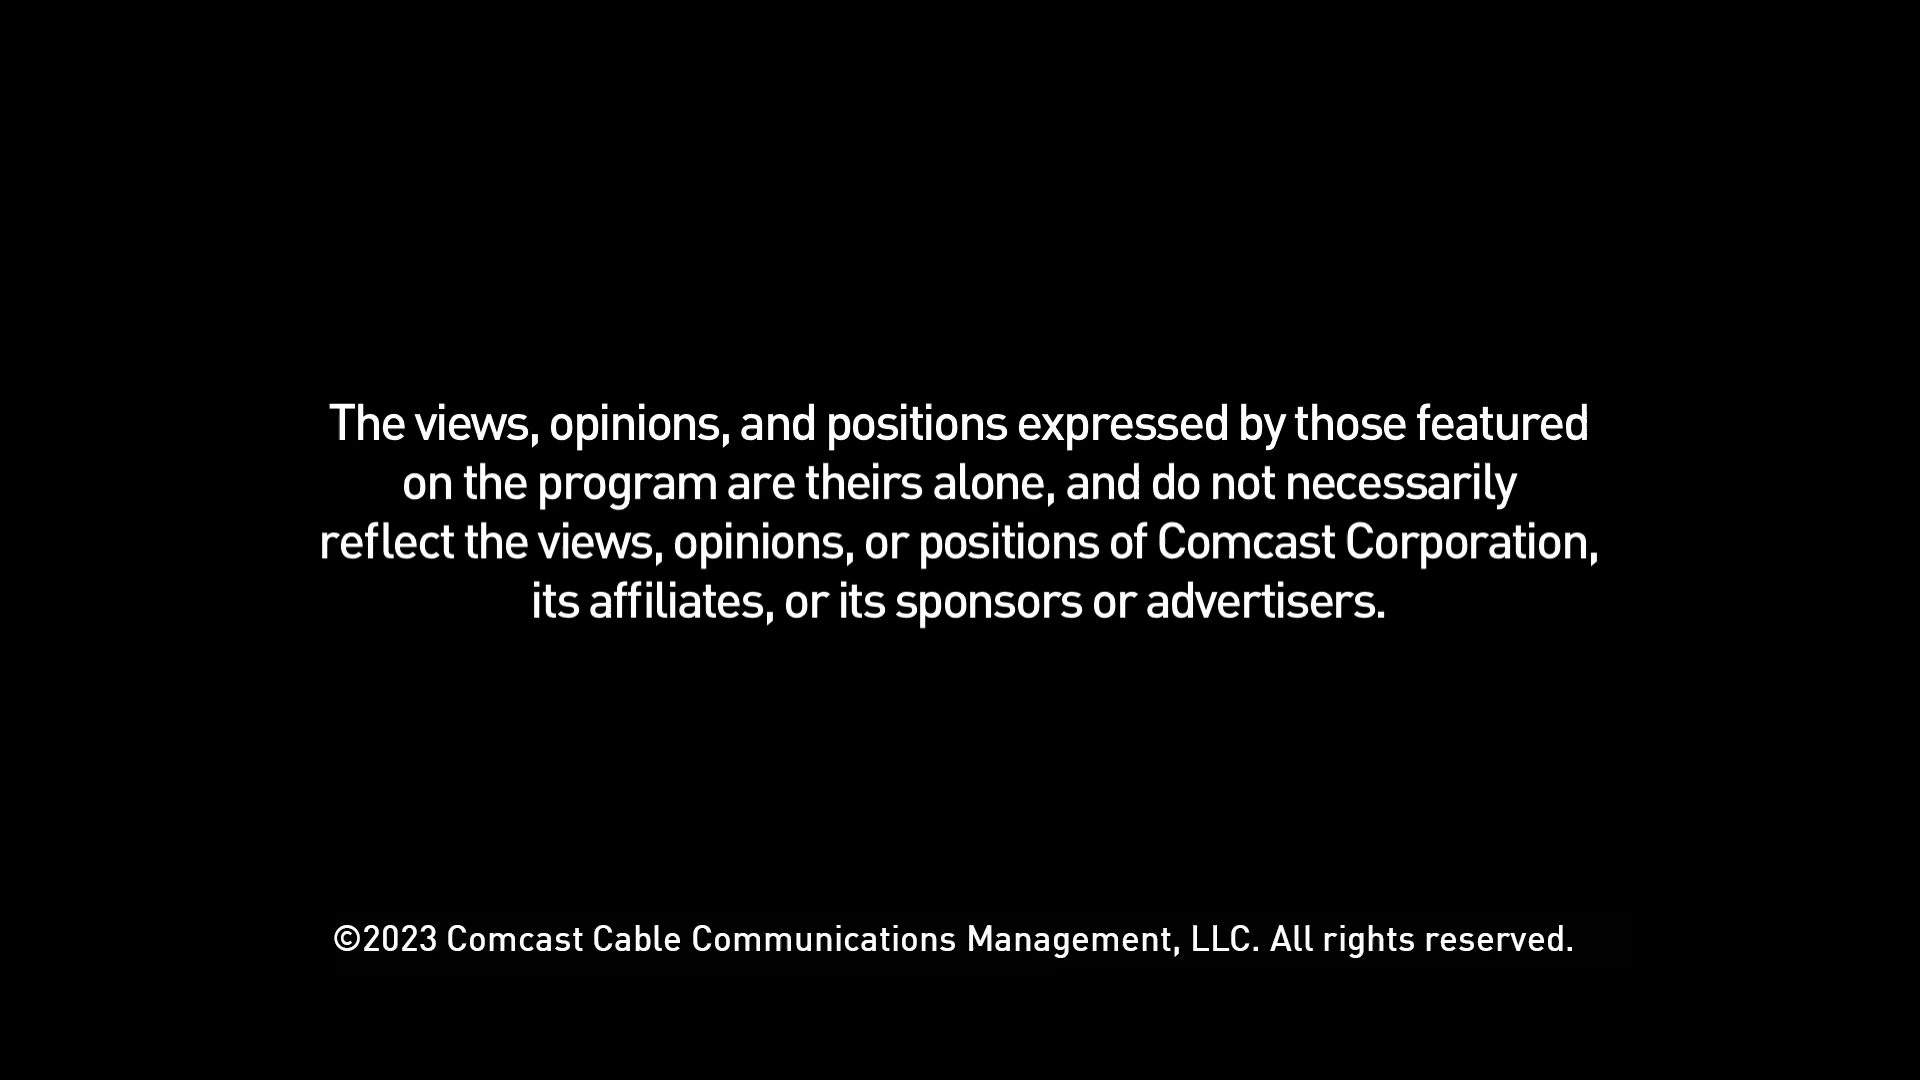 The views, opinions, and positions expressed by those featured
on the program are theirs alone, and do not necessarily
reflect the views, opinions, or positions of Comcast Corporation,
its affiliates, or its sponsors or advertisers.
©2023 Comcast Cable Communications Management, LLC. All rights reserved.